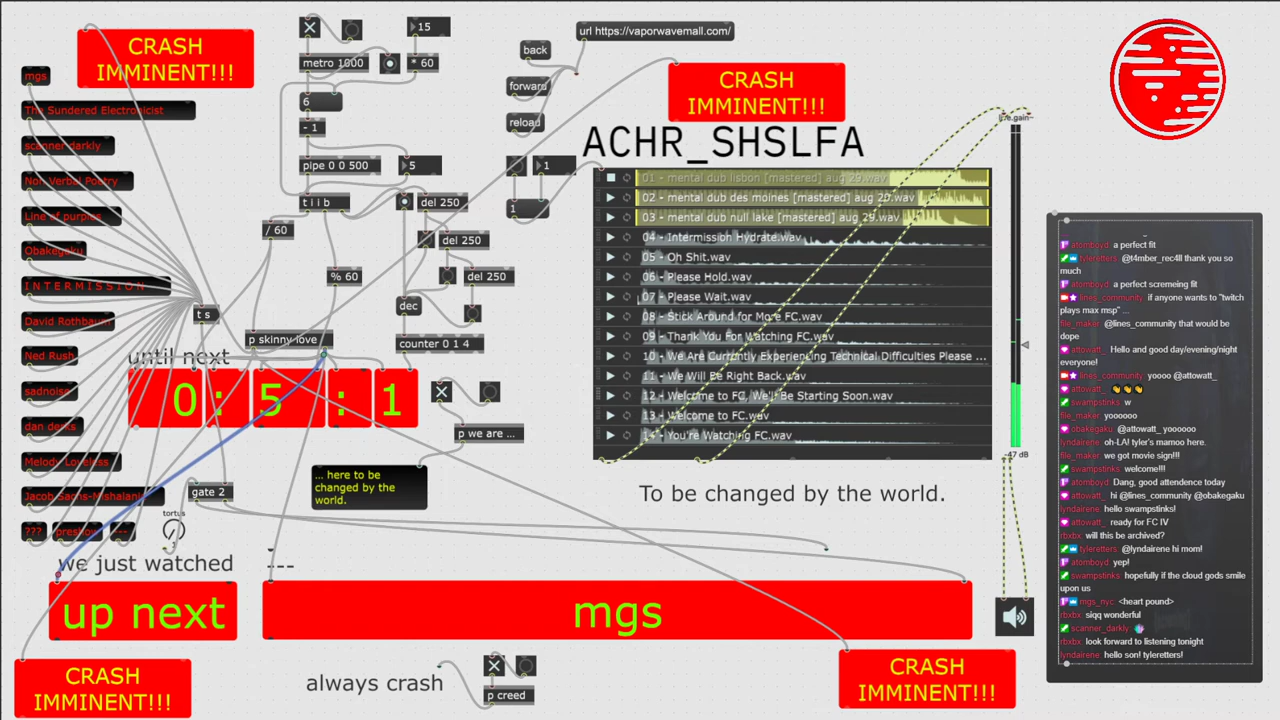 CRASH
IMMINENT!!!
mgs
The Sundered Electronicist
scanner darkly
Non Verbal Poetry
Line of purples
Obakegaku
I N T E R M I S S I O N
David Rothbaum
Ned Rush
sadnoise
dan derks
Melody Loveless
Jacob Sachs-Mishalanie
???
preshow
---
15
metro 1000
* 60
6
- 1
pipe 0 0 500
5
t i i b
del 250
/ 60
del 250
% 60
del 250
dec
t s
p skinny love
counter 0 1 4
until next
0 : 5 : 1
p we are ...
... here to be
changed by the
world.
gate 2
tortus
we just watched
---
up next
mgs
CRASH
IMMINENT!!!
always crash
p creed
CRASH
IMMINENT!!!
url https://vaporwavemall.com/
back
forward
reload
1
1
CRASH
IMMINENT!!!
ACHR_SHSLFA
01 - mental dub lisbon [mastered] aug 29.wav
02 - mental dub des moines [mastered] aug 29.wav
03 - mental dub null lake [mastered] aug 29.wav
04 - Intermission Hydrate.wav
05 - Oh Shit.wav
06 - Please Hold.wav
07 - Please Wait.wav
08 - Stick Around for More FC.wav
09 - Thank You For Watching FC.wav
10 - We Are Currently Experiencing Technical Difficulties Please ...
11 - We Will Be Right Back.wav
12 - Welcome to FC, We'll Be Starting Soon.wav
13 - Welcome to FC.wav
14 - You're Watching FC.wav
To be changed by the world.
live.gain~
-47 dB
atomboyd a perfect fit
tyleretters: @t4mber_rec4ll thank you so
much
atomboyd: a perfect scremeing fit
lines_community: if anyone wants to "twitch
plays max msp" ...
file_maker: @lines_community that would be
dope
attowatt_: Hello and good day/evening/night
everyone!
lines_community: yoooo @attowatt_
attowatt_: 👏 👏 👏
swampstinks: w
file_maker: yoooooo
obakegaku: @attowatt_ yoooooo
lyndairene: oh-LA! tyler's mamoo here.
file_maker: we got movie sign!!!
swampstinks: welcome!!!
atomboyd: Dang, good attendence today
attowatt_: hi @lines_community @obakegaku
lyndairene: hello swampstinks!
attowatt_: ready for FC IV
rbxbx: will this be archived?
tyleretters: @lyndairene hi mom!
atomboyd: yep!
swampstinks: hopefully if the cloud gods smile
upon us
mgs_nyc: <heart pound>
rbxbx: siqq wonderful
scanner_darkly:
rbxbx: look forward to listening tonight
lyndairene: hello son! tyleretters!